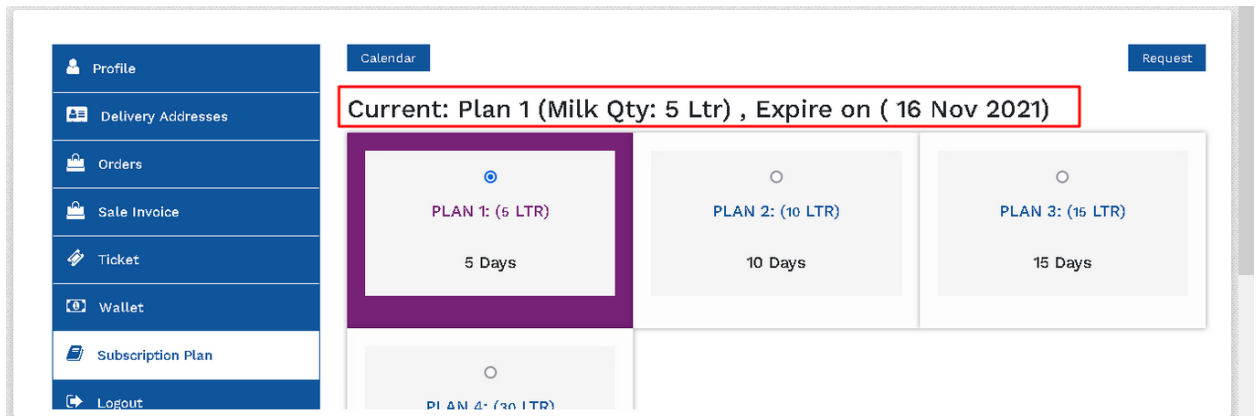 Profile
Delivery Addresses
Orders
Sale Invoice
Ticket
Wallet
Subscription Plan
Logout
Calendar
Request
Current: Plan 1 (Milk Qty: 5 Ltr) , Expire on ( 16 Nov 2021)
PLAN 1: (5 LTR)
5 Days
PLAN 2: (10 LTR)
10 Days
PLAN 3: (15 LTR)
15 Days
PLAN 4: (30 LTR)